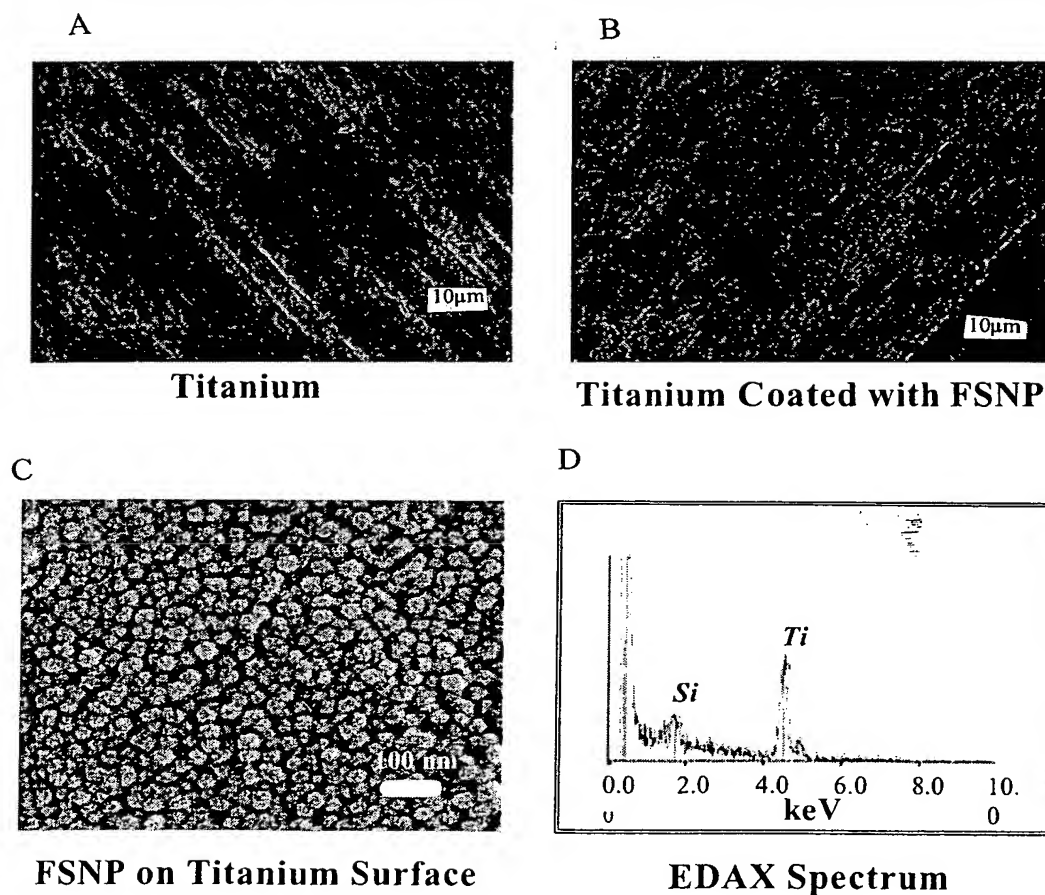 A
B
10µm
10µm
Titanium
Titanium Coated with FSNP
C
D
100 nm
Si
Ti
0.0 2.0 4.0 6.0 8.0 10.
0 keV 0
FSNP on Titanium Surface
EDAX Spectrum